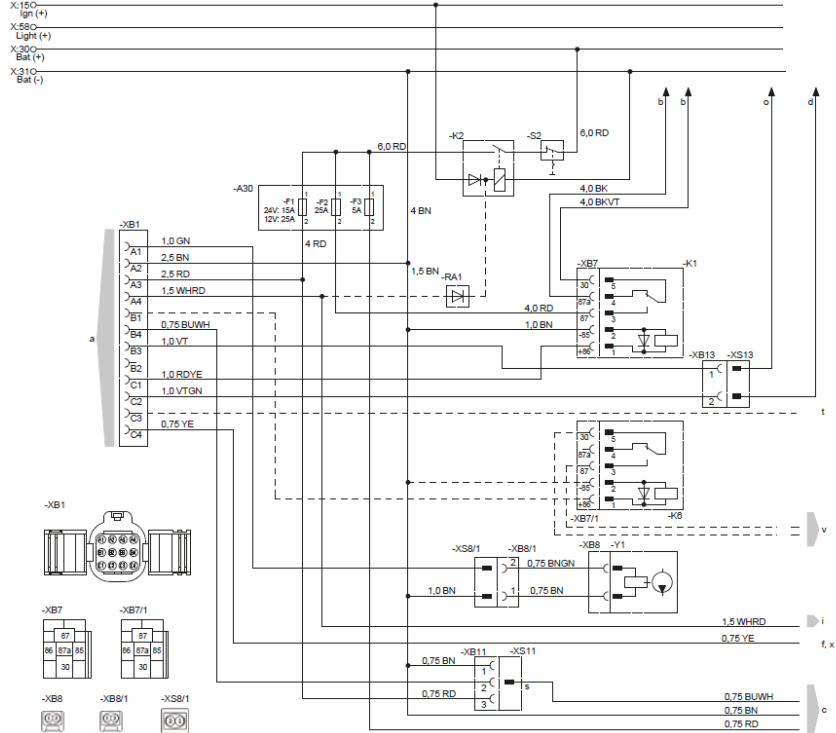 X:15
Ign (+)
X:58
Light (+)
X:30
Bat (+)
X:31
Bat (-)
b b o d
-K2 -S2 6,0 RD
6,0 RD
-A30
-F1 24V: 15A 12V: 25A 1 2
-F2 25A 1 2
-F3 5A 1 2
4 BN
4 RD
4,0 BK
4,0 BKVT
-XB1
1,0 GN A1
2,5 BN A2
2,5 RD A3
1,5 WHRD A4
B1
0,75 BUWH B4
1,0 VT B3
B2
1,0 RDYE C1
1,0 VTGN C2
C3
0,75 YE C4
a
1,5 BN
-RA1
-XB7 -K1
30 5
87a 4
4,0 RD 87 3
1,0 BN -85 2
+86 1
-XB13 -XS13
1
2
t
30 5
87a 4
87 3
-85 2
+86 1
-XB7/1 -K6
v
-XB1
-XS8/1 -XB8/1 -XB8 -Y1
2 0,75 BNGN
1,0 BN 1 0,75 BN
-XB7 -XB7/1
87 87
86 87a 85 86 87a 85
30 30
1,5 WHRD i
0,75 YE f, x
-XB11 -XS11
0,75 BN 1
2 s
0,75 RD 3
-XB8 -XB8/1 -XS8/1
0,75 BUWH
0,75 BN c
0,75 RD